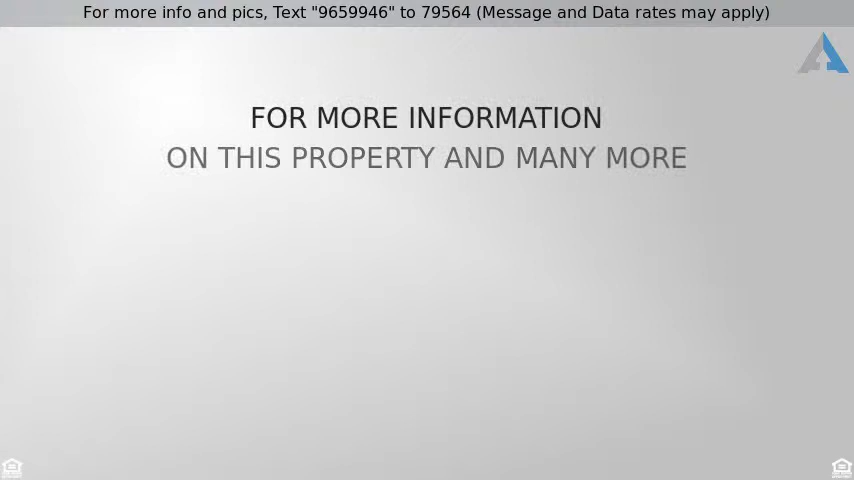 For more info and pics, Text "9659946" to 79564 (Message and Data rates may apply)
FOR MORE INFORMATION
ON THIS PROPERTY AND MANY MORE